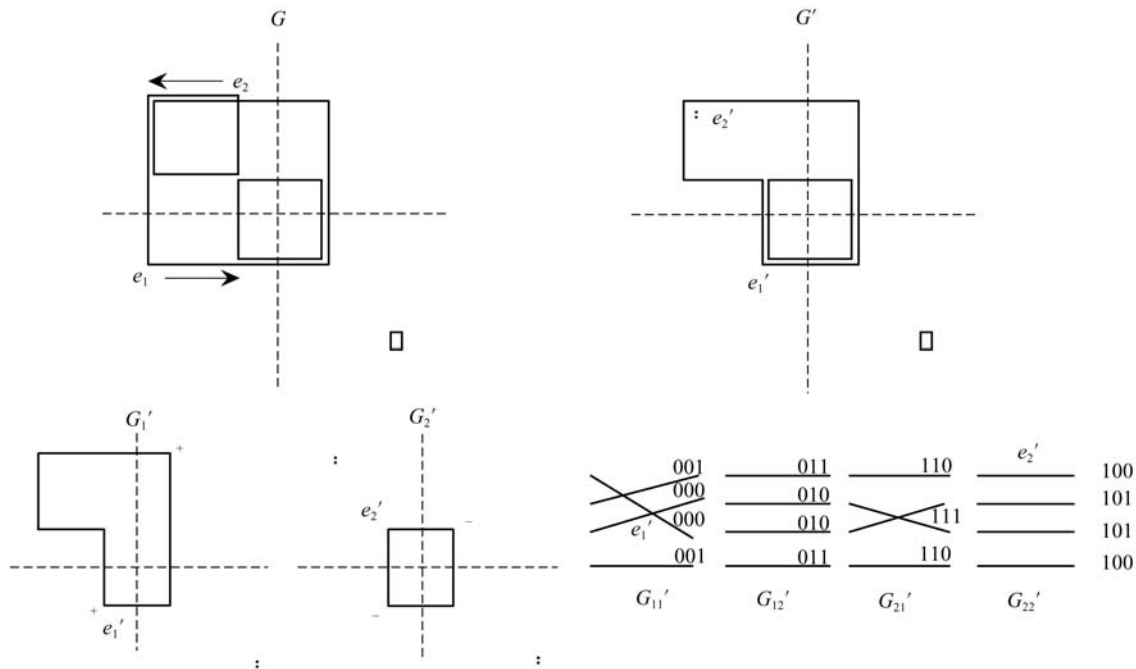 G G′
e₂ e₂′
e₁ e₁′
G₁′ G₂′
+ e₂′ −
+ e₁′ −
e₂′
001 011 110 100
000 010 101
e₁′ 000 010 111 101
001 011 110 100
G₁₁′ G₁₂′ G₂₁′ G₂₂′